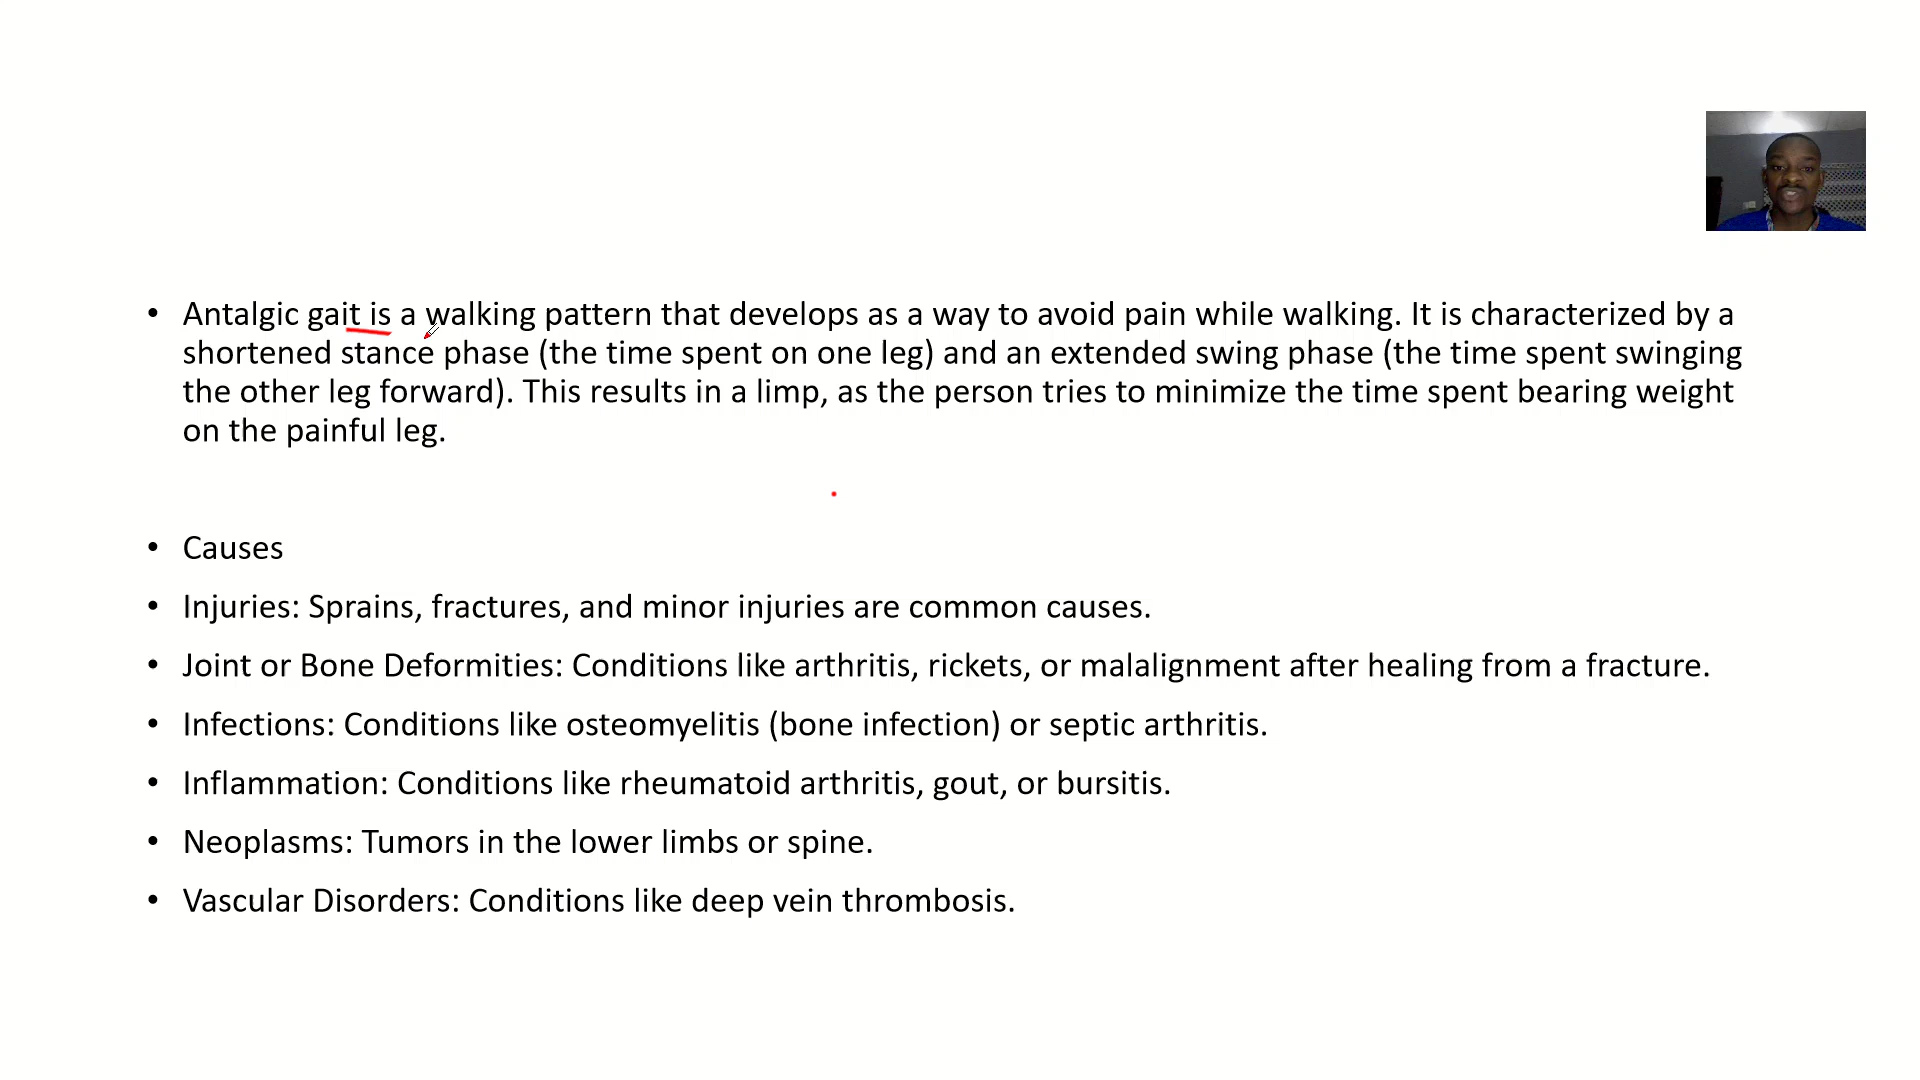 • Antalgic gait is a walking pattern that develops as a way to avoid pain while walking. It is characterized by a
shortened stance phase (the time spent on one leg) and an extended swing phase (the time spent swinging
the other leg forward). This results in a limp, as the person tries to minimize the time spent bearing weight
on the painful leg.
• Causes
• Injuries: Sprains, fractures, and minor injuries are common causes.
• Joint or Bone Deformities: Conditions like arthritis, rickets, or malalignment after healing from a fracture.
• Infections: Conditions like osteomyelitis (bone infection) or septic arthritis.
• Inflammation: Conditions like rheumatoid arthritis, gout, or bursitis.
• Neoplasms: Tumors in the lower limbs or spine.
• Vascular Disorders: Conditions like deep vein thrombosis.